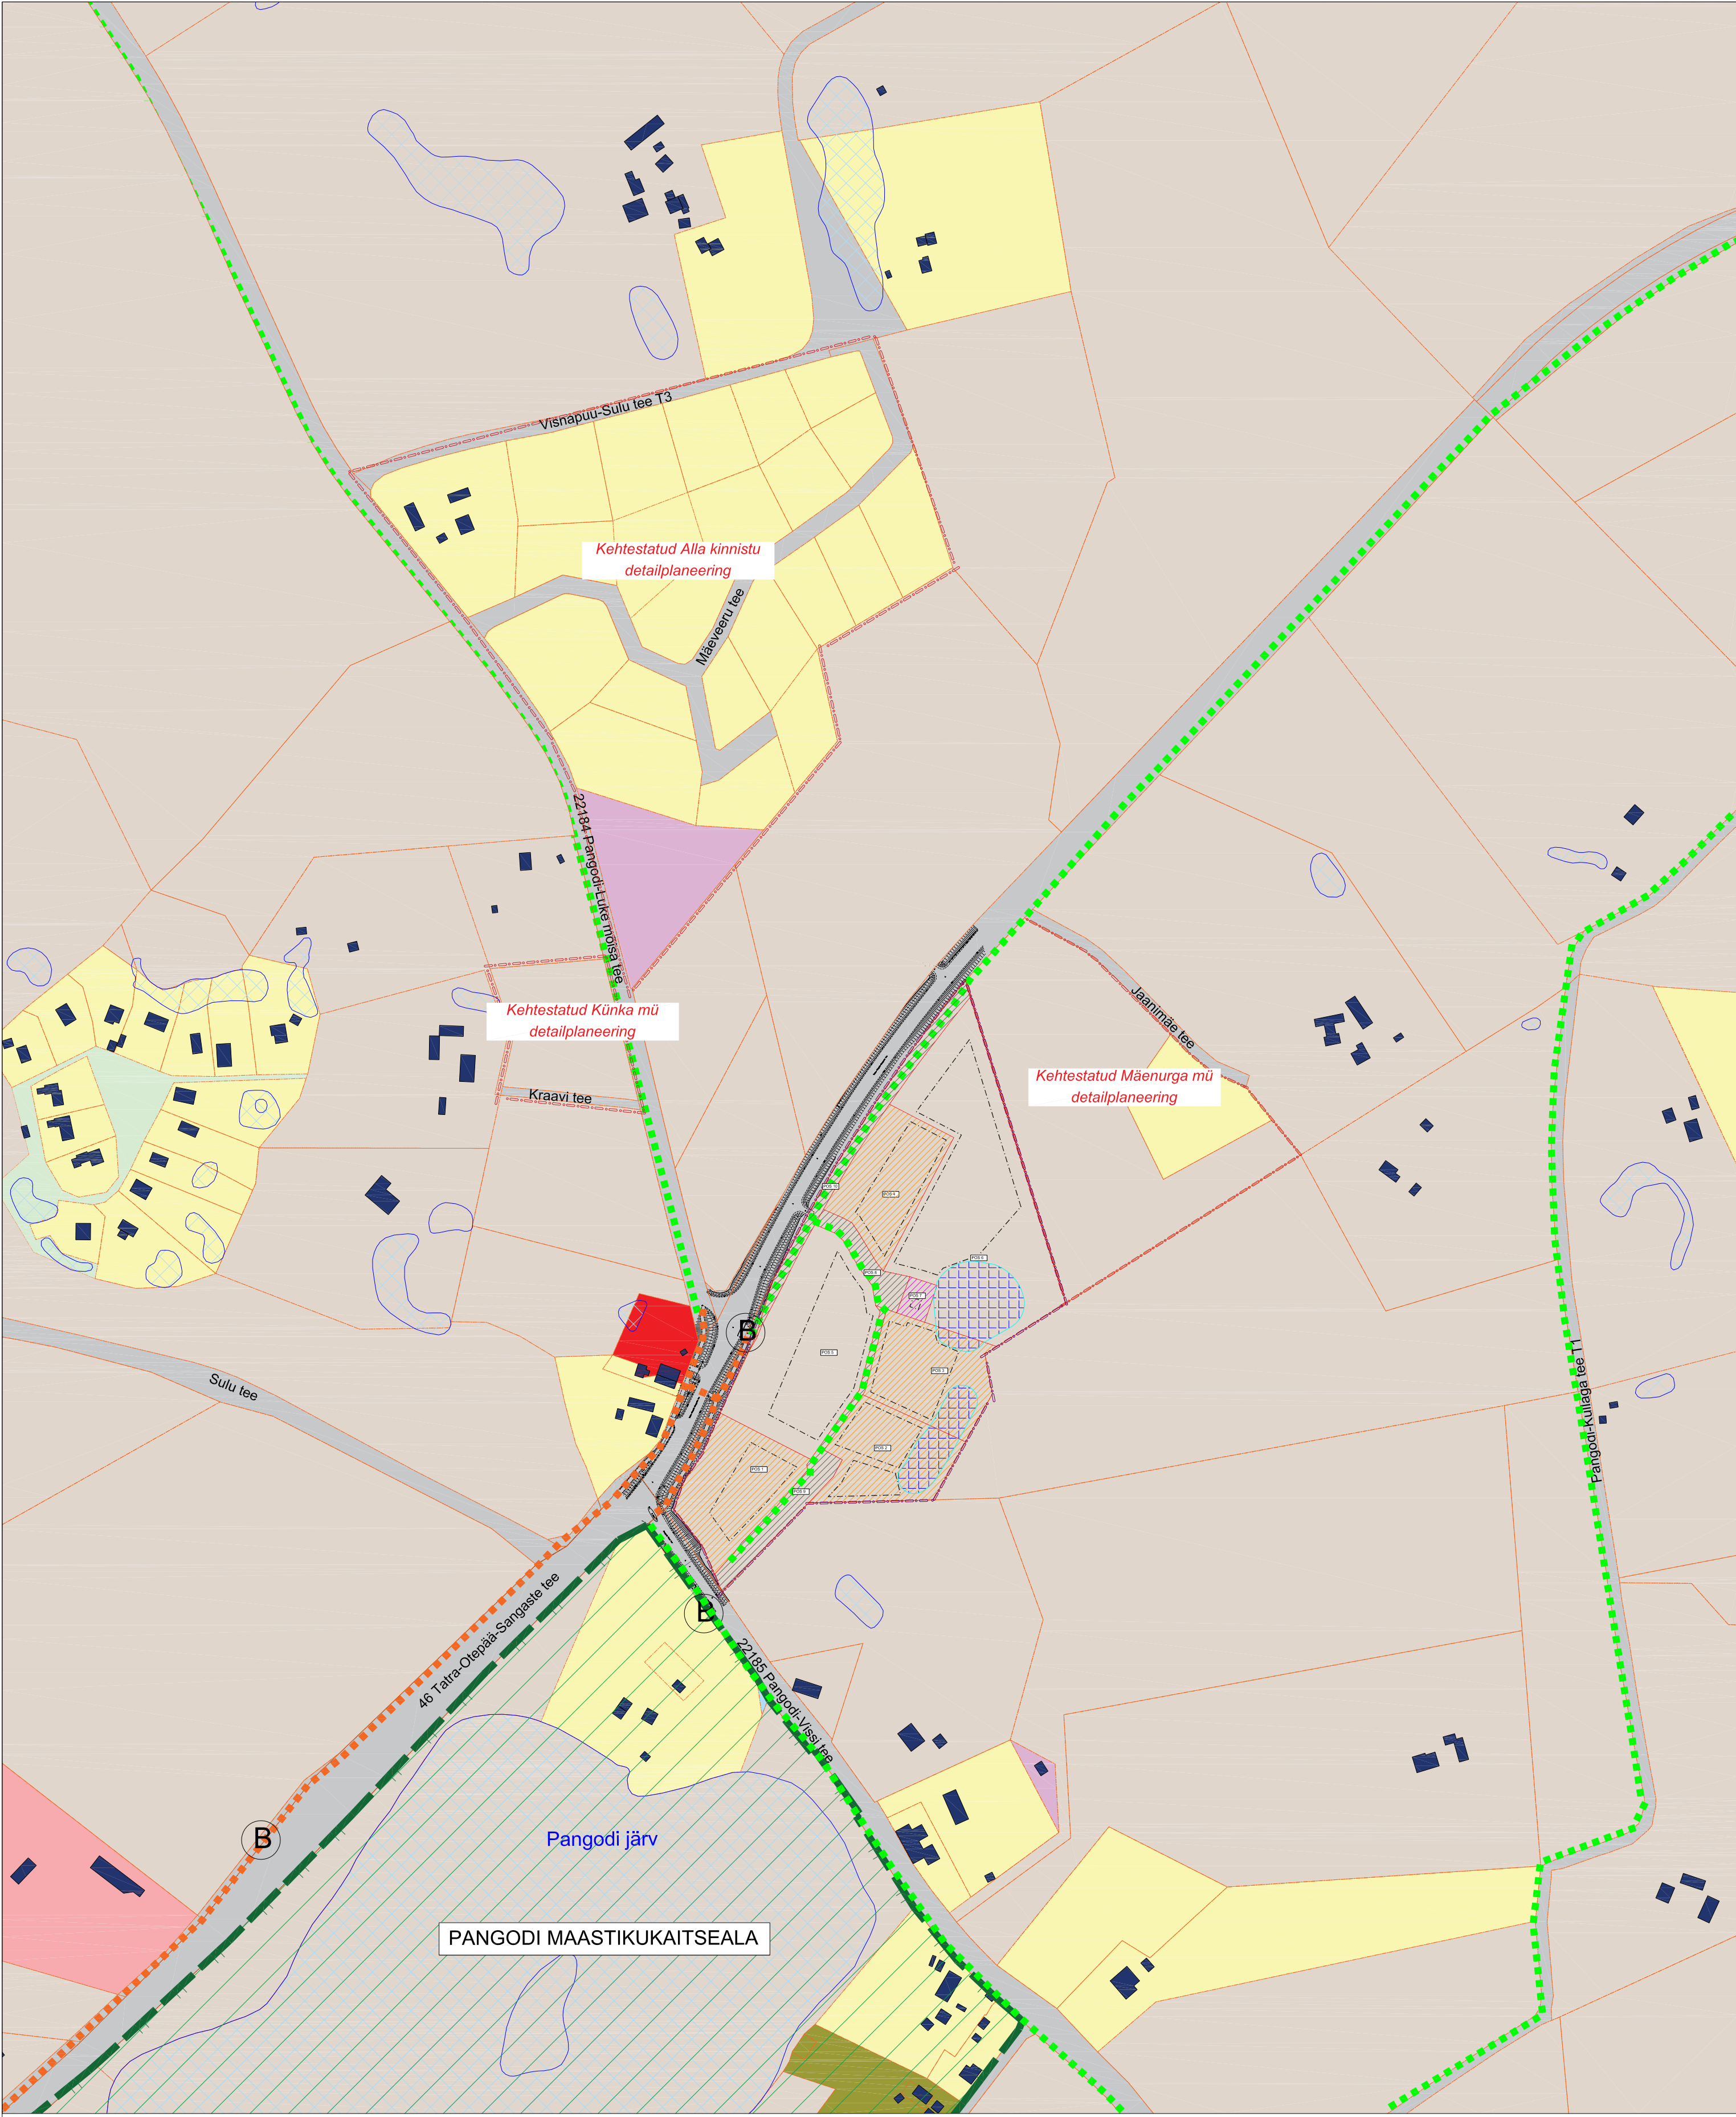 Visnapuu-Sulu tee T3
Kehtestatud Alla kinnistu
detailplaneering
Mäeveeru tee
22184 Pangodi-Luke mõisa tee
Kehtestatud Künka mü
detailplaneering
Jaanimäe tee
Kehtestatud Mäenurga mü
detailplaneering
Kraavi tee
B
Sulu tee
Pangodi-Kullaga tee T1
46 Tatra-Otepää-Sangaste tee
B
22185 Pangodi-Vissi tee
B
Pangodi järv
PANGODI MAASTIKUKAITSEALA